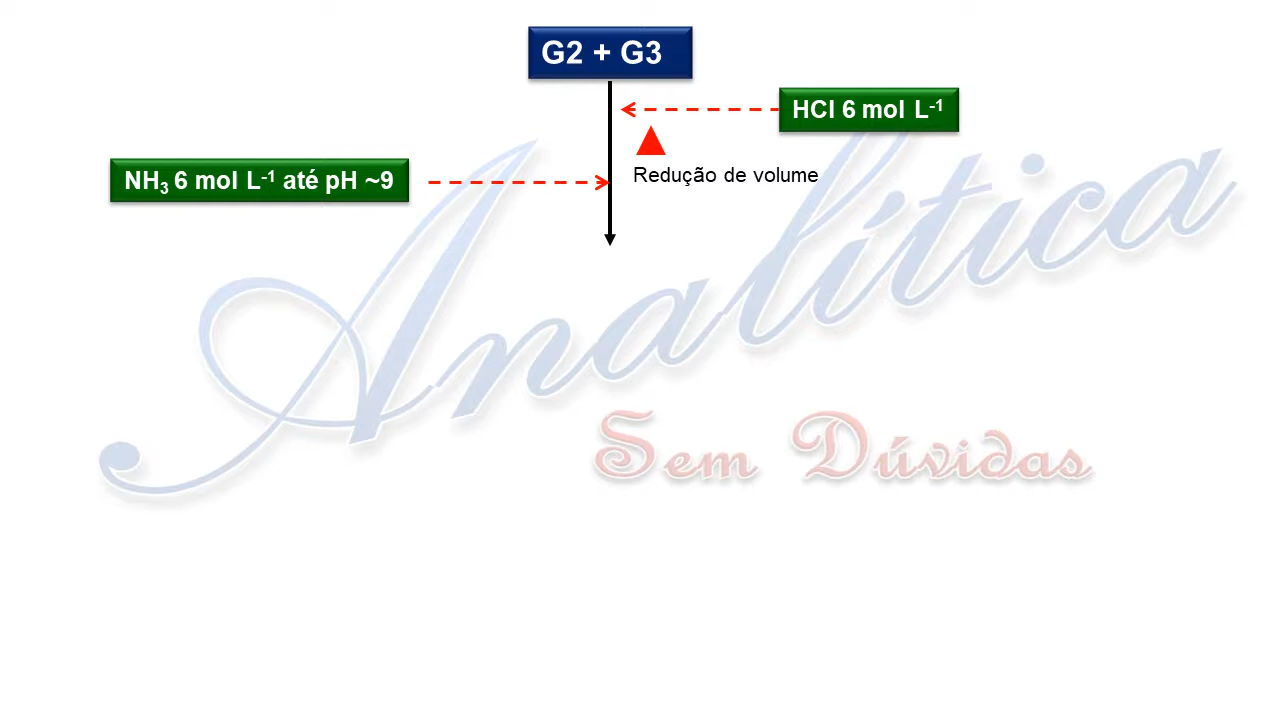 G2 + G3
HCl 6 mol L⁻¹
Redução de volume
NH₃ 6 mol L⁻¹ até pH ~9
Analítica
Sem Dúvidas